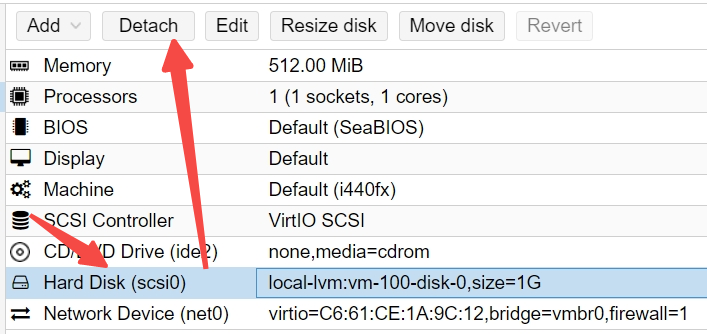 Add Detach Edit Resize disk Move disk Revert
Memory 512.00 MiB
Processors 1 (1 sockets, 1 cores)
BIOS Default (SeaBIOS)
Display Default
Machine Default (i440fx)
SCSI Controller VirtIO SCSI
CD/DVD Drive (ide2) none,media=cdrom
Hard Disk (scsi0) local-lvm:vm-100-disk-0,size=1G
Network Device (net0) virtio=C6:61:CE:1A:9C:12,bridge=vmbr0,firewall=1